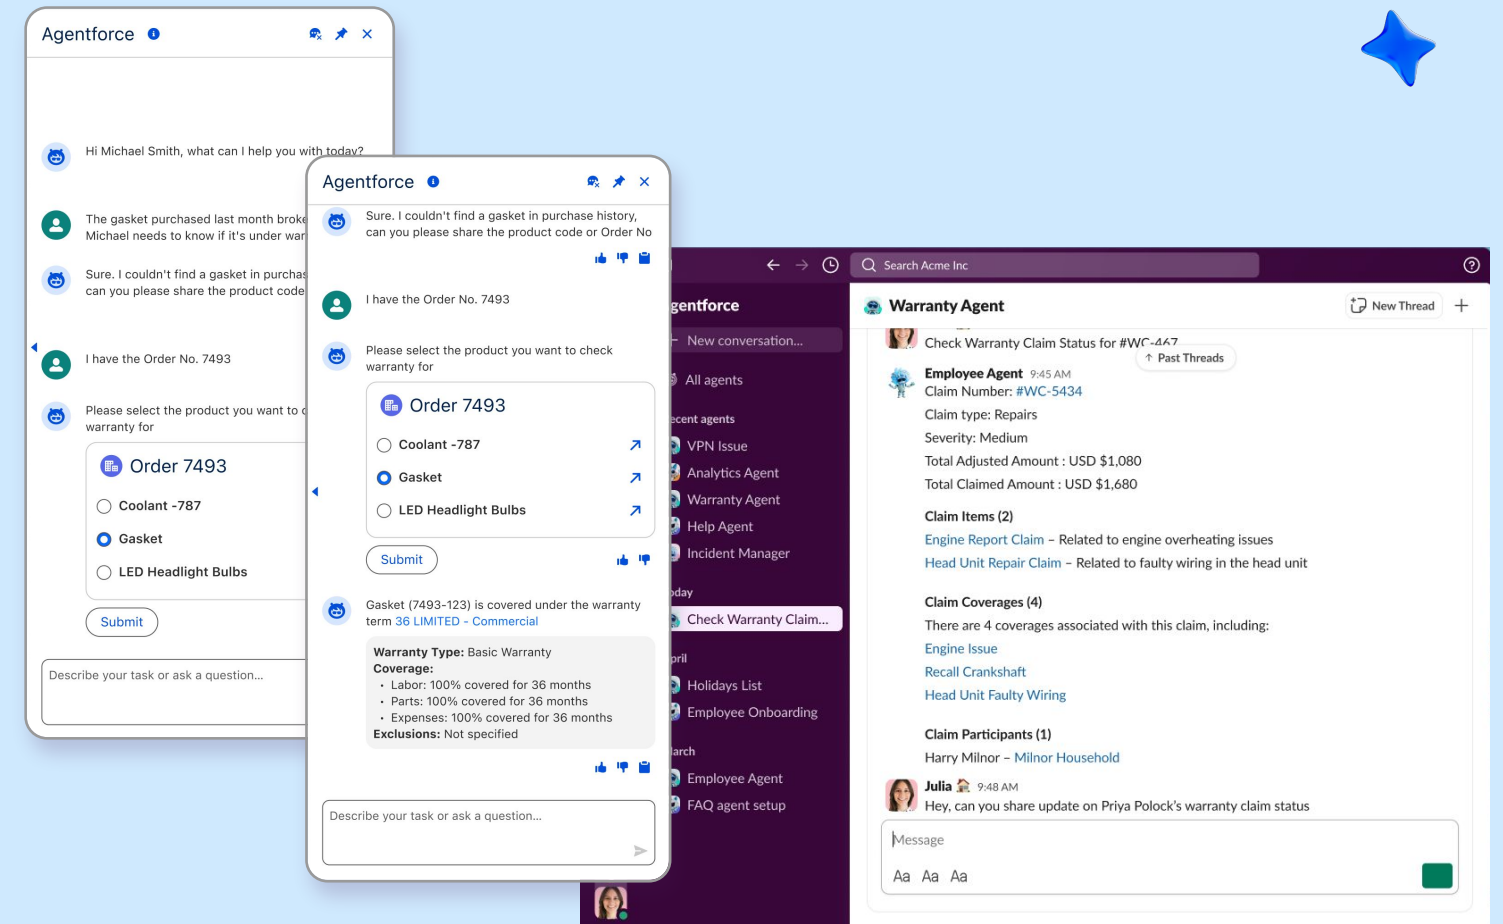 Agentforce
Hi Michael Smith, what can I help you with today?
The gasket purchased last month broke
Michael needs to know if it's under war
Sure. I couldn't find a gasket in purchas
can you please share the product code
I have the Order No. 7493
Please select the product you want to c
warranty for
Order 7493
Coolant -787
Gasket
LED Headlight Bulbs
Submit
Describe your task or ask a question...
Agentforce
Sure. I couldn't find a gasket in purchase history,
can you please share the product code or Order No
I have the Order No. 7493
Please select the product you want to check
warranty for
Order 7493
Coolant -787
Gasket
LED Headlight Bulbs
Submit
Gasket (7493-123) is covered under the warranty
term 36 LIMITED - Commercial
Warranty Type: Basic Warranty
Coverage:
• Labor: 100% covered for 36 months
• Parts: 100% covered for 36 months
• Expenses: 100% covered for 36 months
Exclusions: Not specified
Describe your task or ask a question...
Search Acme Inc
gentforce
New conversation...
All agents
ecent agents
VPN Issue
Analytics Agent
Warranty Agent
Help Agent
Incident Manager
oday
Check Warranty Claim...
pril
Holidays List
Employee Onboarding
arch
Employee Agent
FAQ agent setup
Warranty Agent
New Thread
Check Warranty Claim Status for #WC-467
↑ Past Threads
Employee Agent 9:45 AM
Claim Number: #WC-5434
Claim type: Repairs
Severity: Medium
Total Adjusted Amount : USD $1,080
Total Claimed Amount : USD $1,680
Claim Items (2)
Engine Report Claim – Related to engine overheating issues
Head Unit Repair Claim – Related to faulty wiring in the head unit
Claim Coverages (4)
There are 4 coverages associated with this claim, including:
Engine Issue
Recall Crankshaft
Head Unit Faulty Wiring
Claim Participants (1)
Harry Milnor – Milnor Household
Julia 9:48 AM
Hey, can you share update on Priya Polock's warranty claim status
Message
Aa Aa Aa